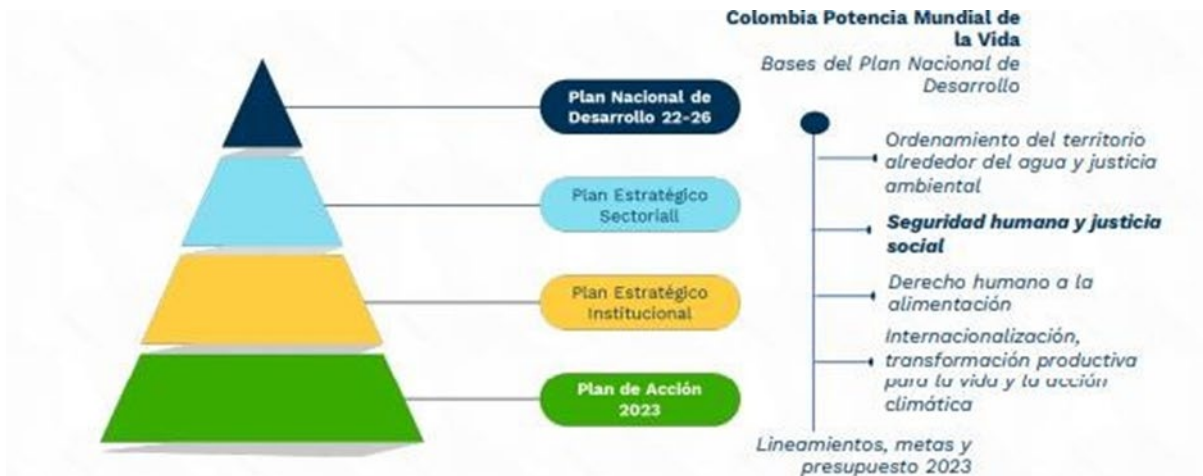 Plan Nacional de
Desarrollo 22-26
Plan Estratégico
Sectoriall
Plan Estratégico
Institucional
Plan de Acción
2023
Colombia Potencia Mundial de
la Vida
Bases del Plan Nacional de
Desarrollo
Ordenamiento del territorio
alrededor del agua y justicia
ambiental
Seguridad humana y justicia
social
Derecho humano a la
alimentación
Internacionalización,
transformación productiva
para la vida y la acción
climática
Lineamientos, metas y
presupuesto 2023